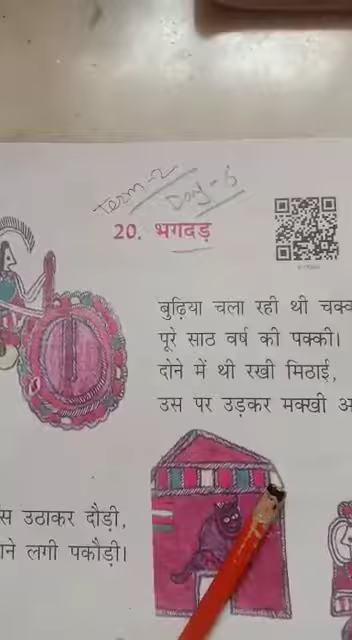 Term-2
Day-6
20. भगदड़
बुढ़िया चला रही थी
पूरे साठ वर्ष की पक्की।
दोने में थी रखी मिठाई,
उस पर उड़कर मक्खी
उठाकर दौड़ी,
लगी पकौड़ी।